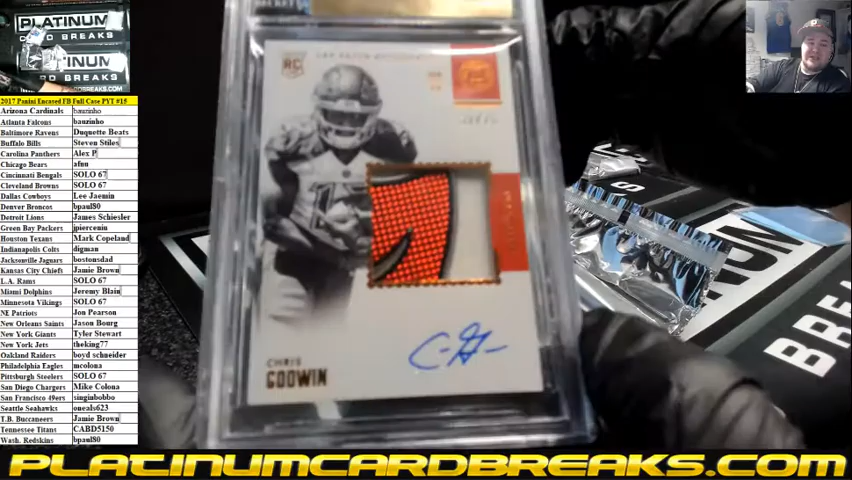 PLATINUM
CARD BREAKS
TINUM
D BREAKS
2017 Panini Encased FB Full Case PYT #15
Arizona Cardinals bauzinho
Atlanta Falcons bauzinho
Baltimore Ravens Duquette Beats
Buffalo Bills Steven Stiles
Carolina Panthers Alex P
Chicago Bears afnn
Cincinnati Bengals SOLO 67
Cleveland Browns SOLO 67
Dallas Cowboys Lee Jaemin
Denver Broncos bpaul80
Detroit Lions James Schiesler
Green Bay Packers jpierceniu
Houston Texans Mark Copeland
Indianapolis Colts digman
Jacksonville Jaguars bostonsdad
Kansas City Chiefs Jamie Brown
L.A. Rams SOLO 67
Miami Dolphins Jeremy Blain
Minnesota Vikings SOLO 67
NE Patriots Jon Pearson
New Orleans Saints Jason Bourg
New York Giants Tyler Stewart
New York Jets theking77
Oakland Raiders boyd schneider
Philadelphia Eagles mcolona
Pittsburgh Steelers SOLO 67
San Diego Chargers Mike Colona
San Francisco 49ers singinbobbo
Seattle Seahawks oneals623
T.B. Buccaneers Jamie Brown
Tennessee Titans CABD5150
Wash. Redskins bpaul80
RC
CHRIS
GODWIN
NUM
BRE
PLATINUMCARDBREAKS.COM